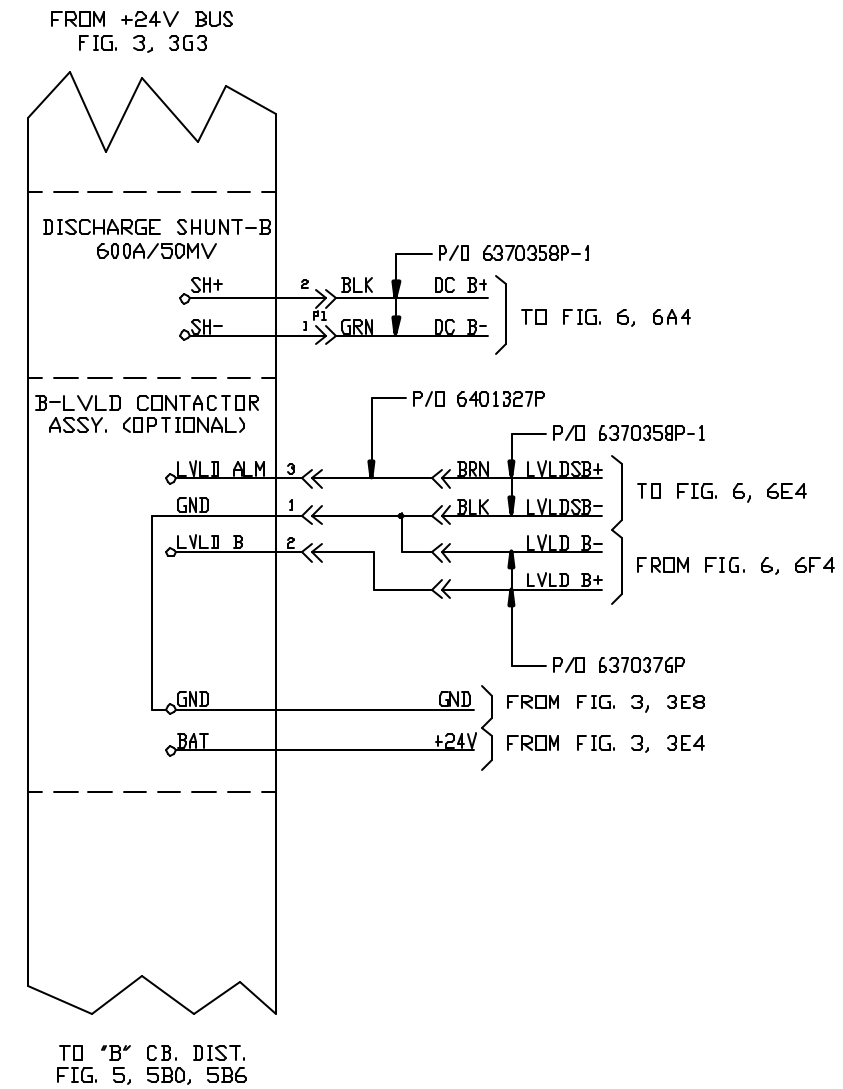 FROM +24V BUS
FIG. 3, 3G3
DISCHARGE SHUNT-B
600A/50MV
P/O 6370358P-1
SH+ 2 BLK DC B+
P1
SH- 1 GRN DC B-
TO FIG. 6, 6A4
B-LVLD CONTACTOR
ASSY. (OPTIONAL)
P/O 6401327P
P/O 6370358P-1
LVLD ALM 3 BRN LVLDSB+
TO FIG. 6, 6E4
GND 1 BLK LVLDSB-
LVLD B 2 LVLD B-
FROM FIG. 6, 6F4
LVLD B+
P/O 6370376P
GND GND FROM FIG. 3, 3E8
BAT +24V FROM FIG. 3, 3E4
TO "B" CB. DIST.
FIG. 5, 5B0, 5B6